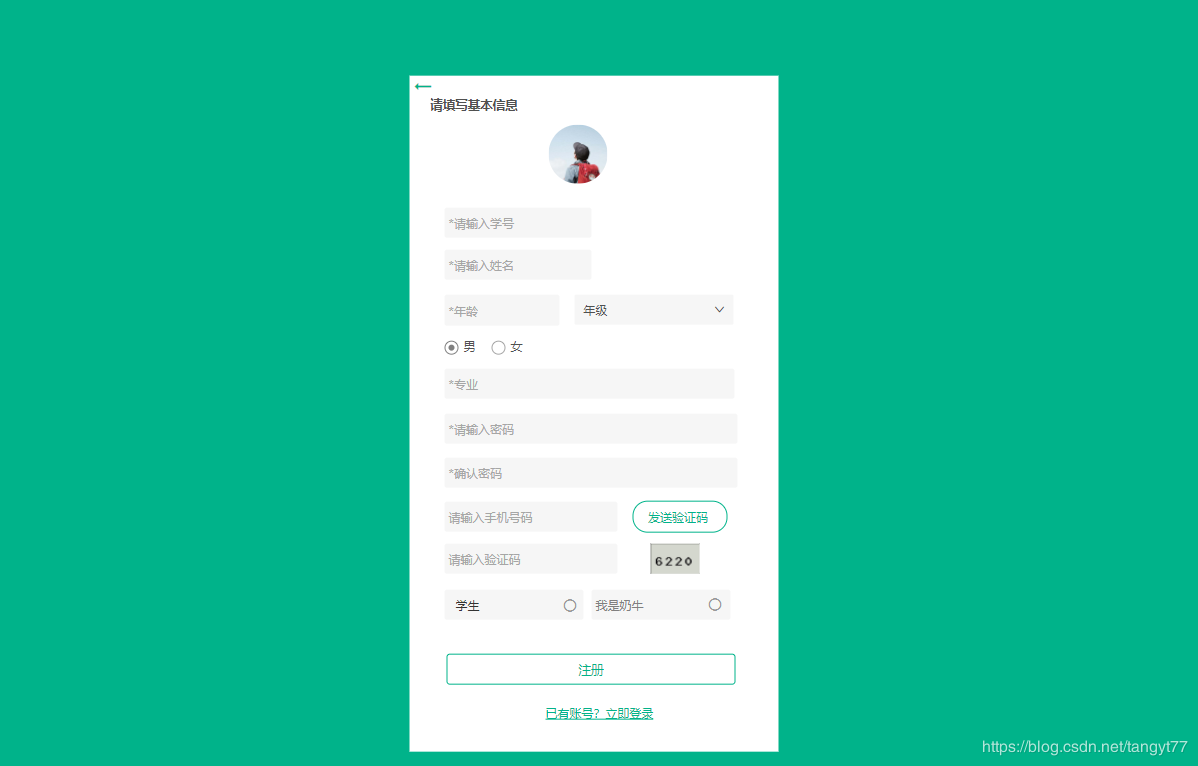 请填写基本信息
*请输入学号
*请输入姓名
*年龄 年级
男 女
*专业
*请输入密码
*确认密码
请输入手机号码 发送验证码
请输入验证码 6220
学生 我是奶牛
注册
已有账号？立即登录
https://blog.csdn.net/tangyt77